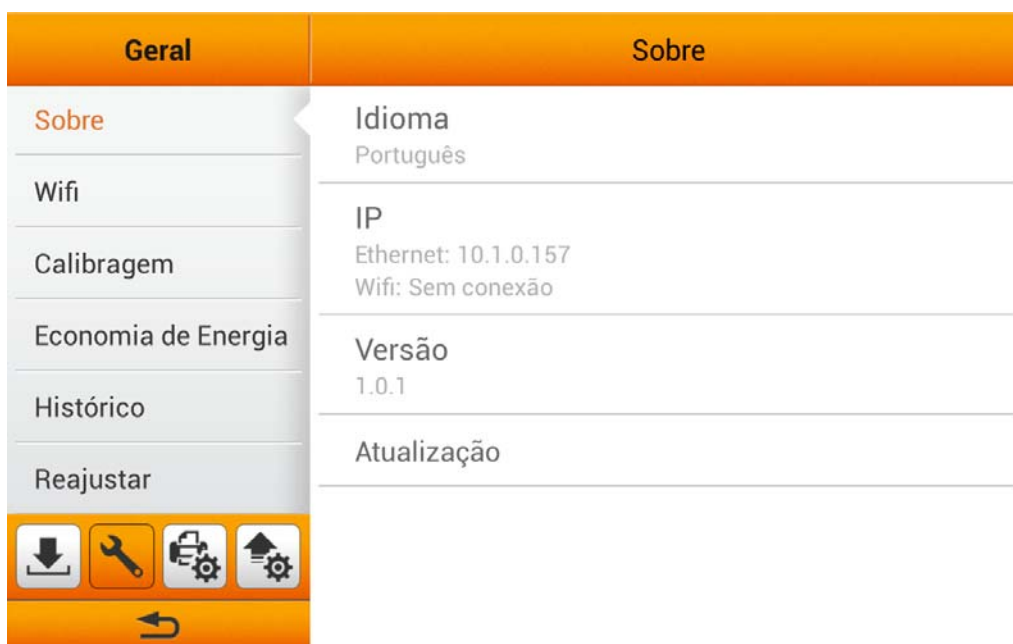 Geral
Sobre
Wifi
Calibragem
Economia de Energia
Histórico
Reajustar
Sobre
Idioma
Português
IP
Ethernet: 10.1.0.157
Wifi: Sem conexão
Versão
1.0.1
Atualização